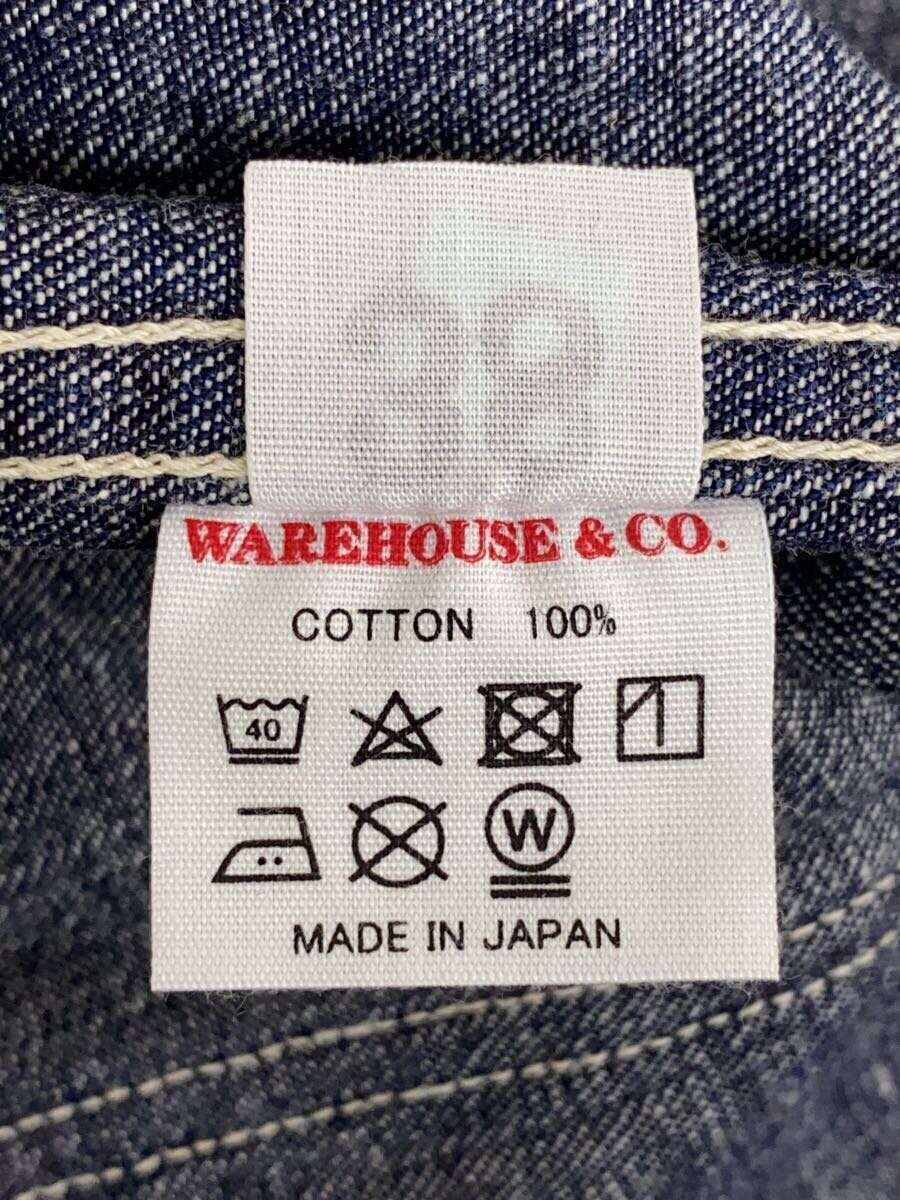 WAREHOUSE & CO.
COTTON 100%
40
W
MADE IN JAPAN